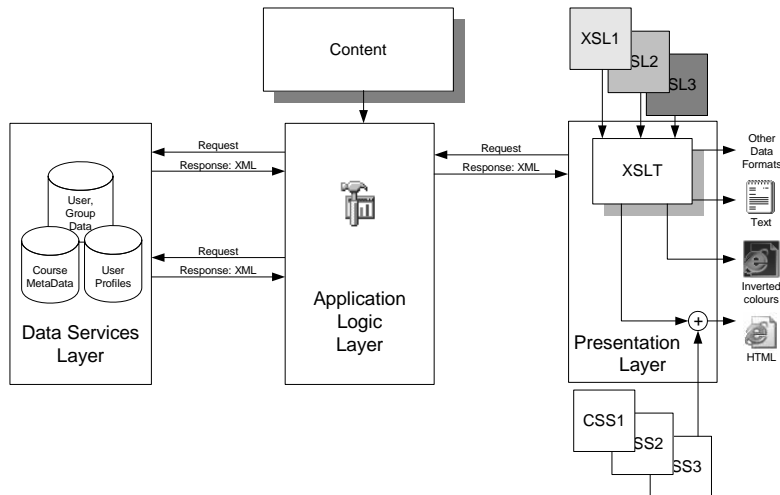 Content
XSL1
SL2
SL3
Request
Response: XML
Request
Response: XML
XSLT
Other
Data
Formats
Text
User,
Group
Data
Course
MetaData
User
Profiles
Request
Response: XML
Inverted
colours
HTML
Data Services
Layer
Application
Logic
Layer
+
Presentation
Layer
CSS1
SS2
SS3